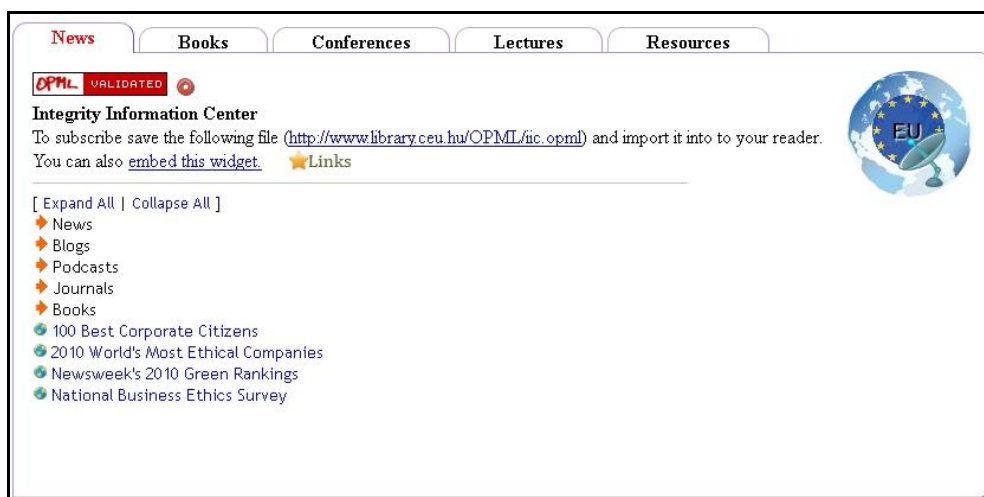 News Books Conferences Lectures Resources
OPML VALIDATED
Integrity Information Center
To subscribe save the following file (http://www.library.ceu.hu/OPML/iic.opml) and import it into to your reader.
You can also embed this widget. Links
EU
[ Expand All | Collapse All ]
News
Blogs
Podcasts
Journals
Books
100 Best Corporate Citizens
2010 World's Most Ethical Companies
Newsweek's 2010 Green Rankings
National Business Ethics Survey